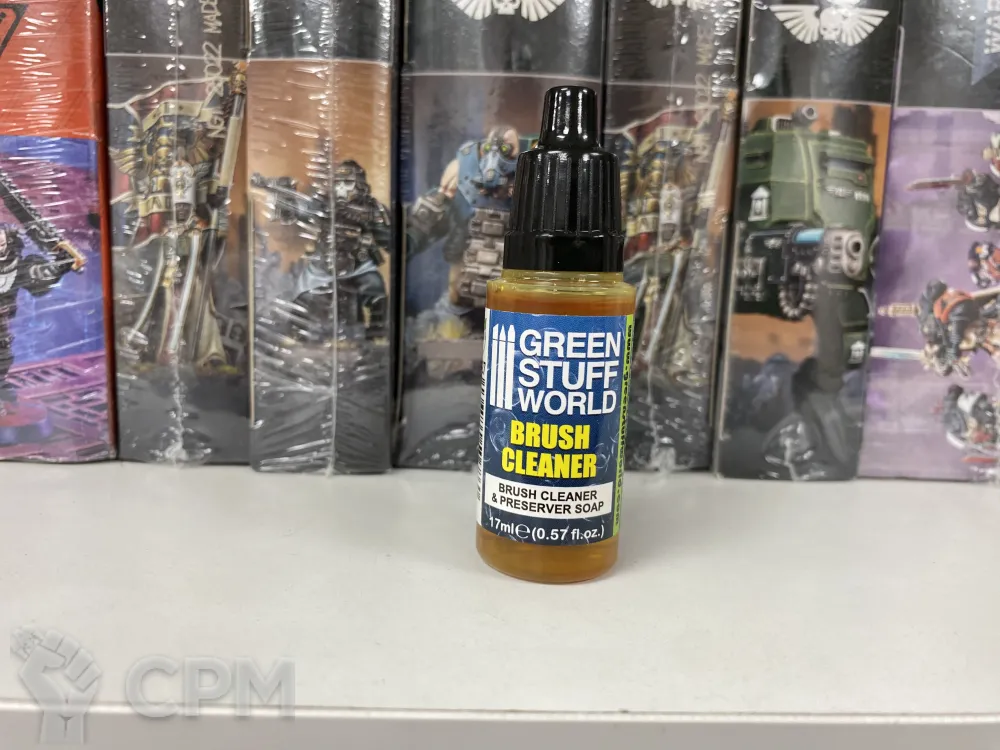 GREEN
STUFF
WORLD
BRUSH
CLEANER
BRUSH CLEANER
& PRESERVER SOAP
17ml℮(0.57 fl.oz.)
CPM